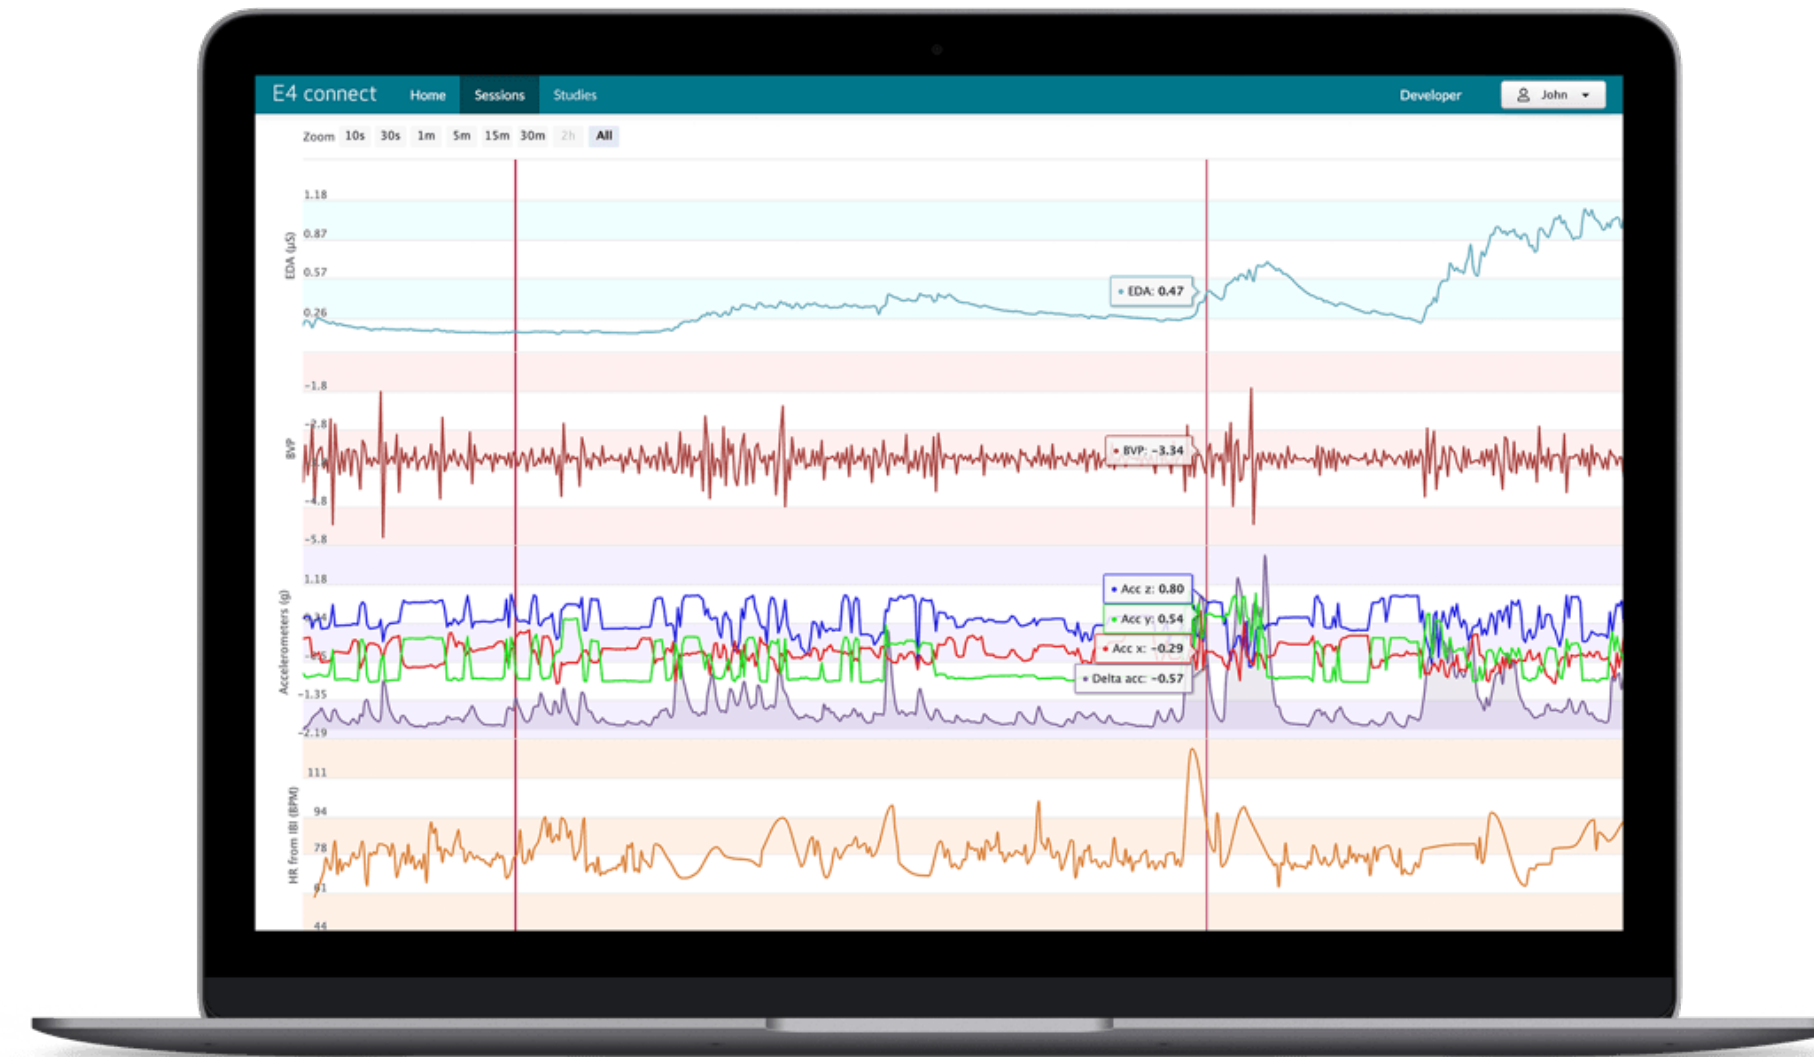 E4 connect Home Sessions Studies Developer John
Zoom 10s 30s 1m 5m 15m 30m 2h All
EDA (µS)
1.18
0.87
0.57
0.26
EDA: 0.47
BVP
-1.8
-2.8
-4.8
-5.8
BVP: -3.34
Accelerometers (g)
1.18
-1.35
-2.19
Acc z: 0.80
Acc y: 0.54
Acc x: -0.29
Delta acc: -0.57
HR from IBI (BPM)
111
94
78
61
44